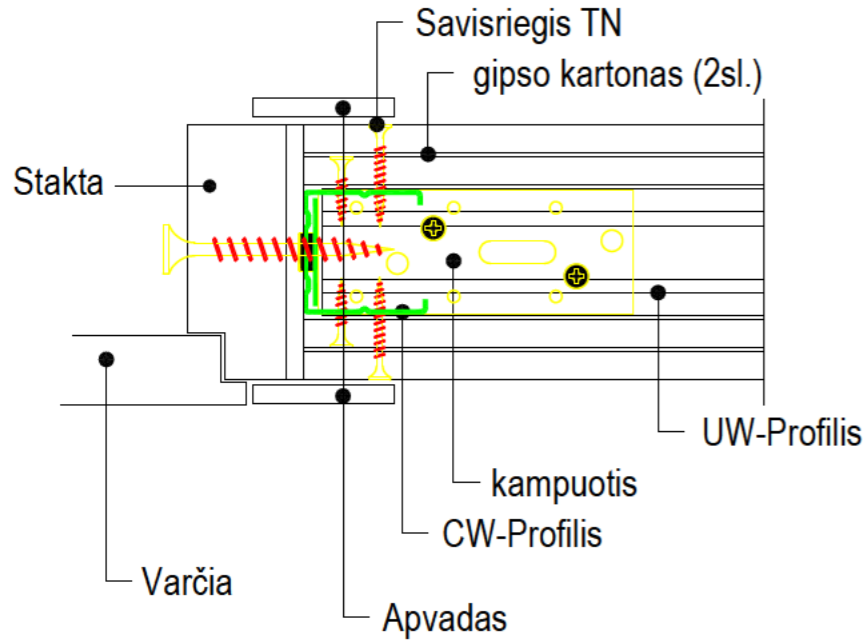 Savisriegis TN
gipso kartonas (2sl.)
Stakta
UW-Profilis
kampuotis
CW-Profilis
Varčia
Apvadas